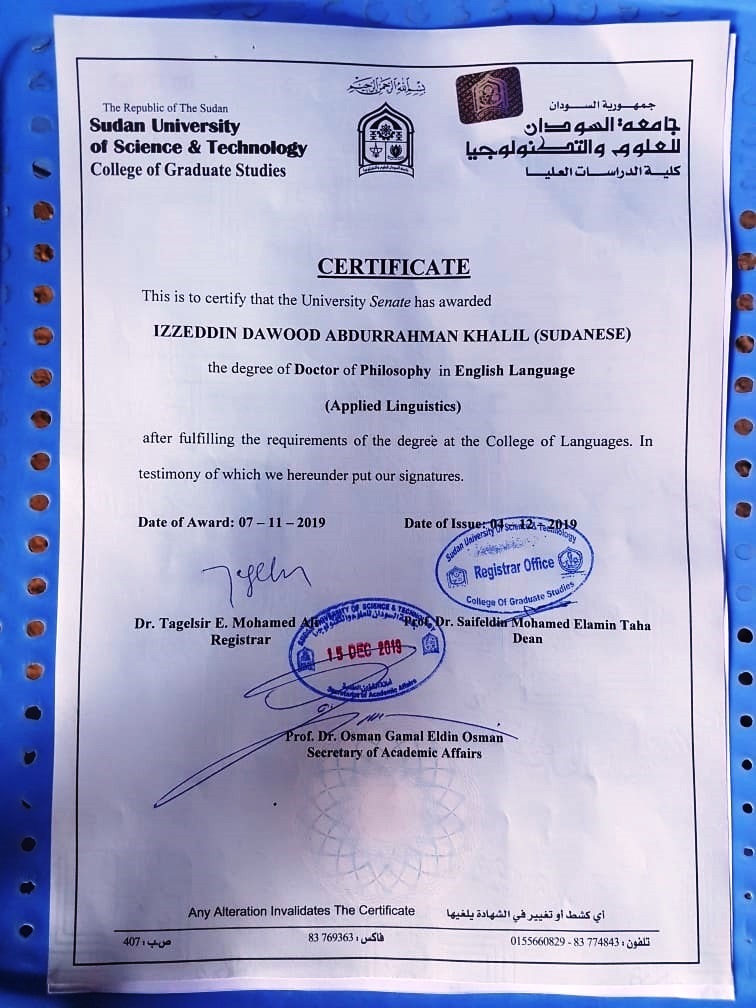 بسم الله الرحمن الرحيم
The Republic of The Sudan
Sudan University
of Science & Technology
College of Graduate Studies
جمهورية السودان
جامعة السودان
للعلوم والتكنولوجيا
كلية الدراسات العليا
CERTIFICATE
This is to certify that the University Senate has awarded
IZZEDDIN DAWOOD ABDURRAHMAN KHALIL (SUDANESE)
the degree of Doctor of Philosophy in English Language
(Applied Linguistics)
after fulfilling the requirements of the degree at the College of Languages. In
testimony of which we hereunder put our signatures.
Date of Award: 07 – 11 – 2019
Date of Issue: 04 – 12 – 2019
Sudan University Of Science & Technology
Registrar Office
College Of Graduate Studies
Dr. Tagelsir E. Mohamed
Registrar
Prof. Dr. Saifeldin Mohamed Elamin Taha
Dean
UNIVERSITY OF SCIENCE & TECHNOLOGY
جامعة السودان للعلوم والتكنولوجيا
15 DEC 2019
Secretariat of Academic Affairs
Prof. Dr. Osman Gamal Eldin Osman
Secretary of Academic Affairs
Any Alteration Invalidates The Certificate
أي كشط أو تغيير في الشهادة يلغيها
ص.ب : 407
فاكس : 83 769363
تلفون : 83 774843 - 0155660829